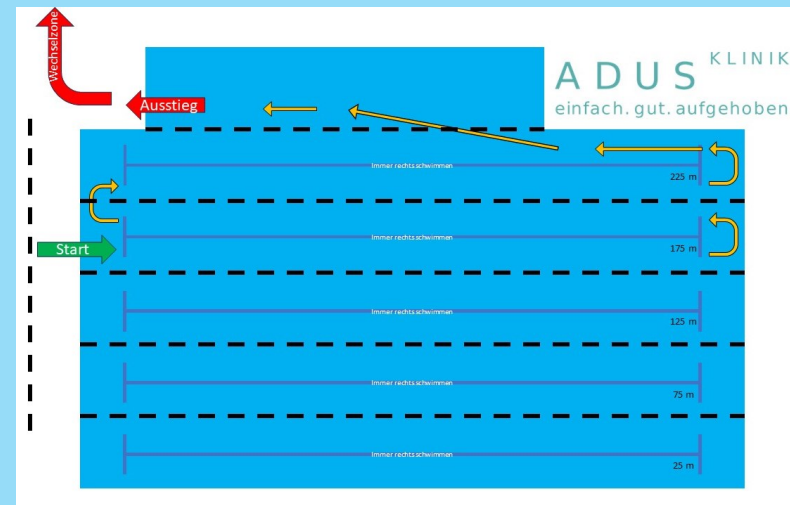 Wechselzone
Ausstieg
ADUS KLINIK
einfach. gut. aufgehoben
Immer rechts schwimmen
225 m
Immer rechts schwimmen
175 m
Start
Immer rechts schwimmen
125 m
Immer rechts schwimmen
75 m
Immer rechts schwimmen
25 m